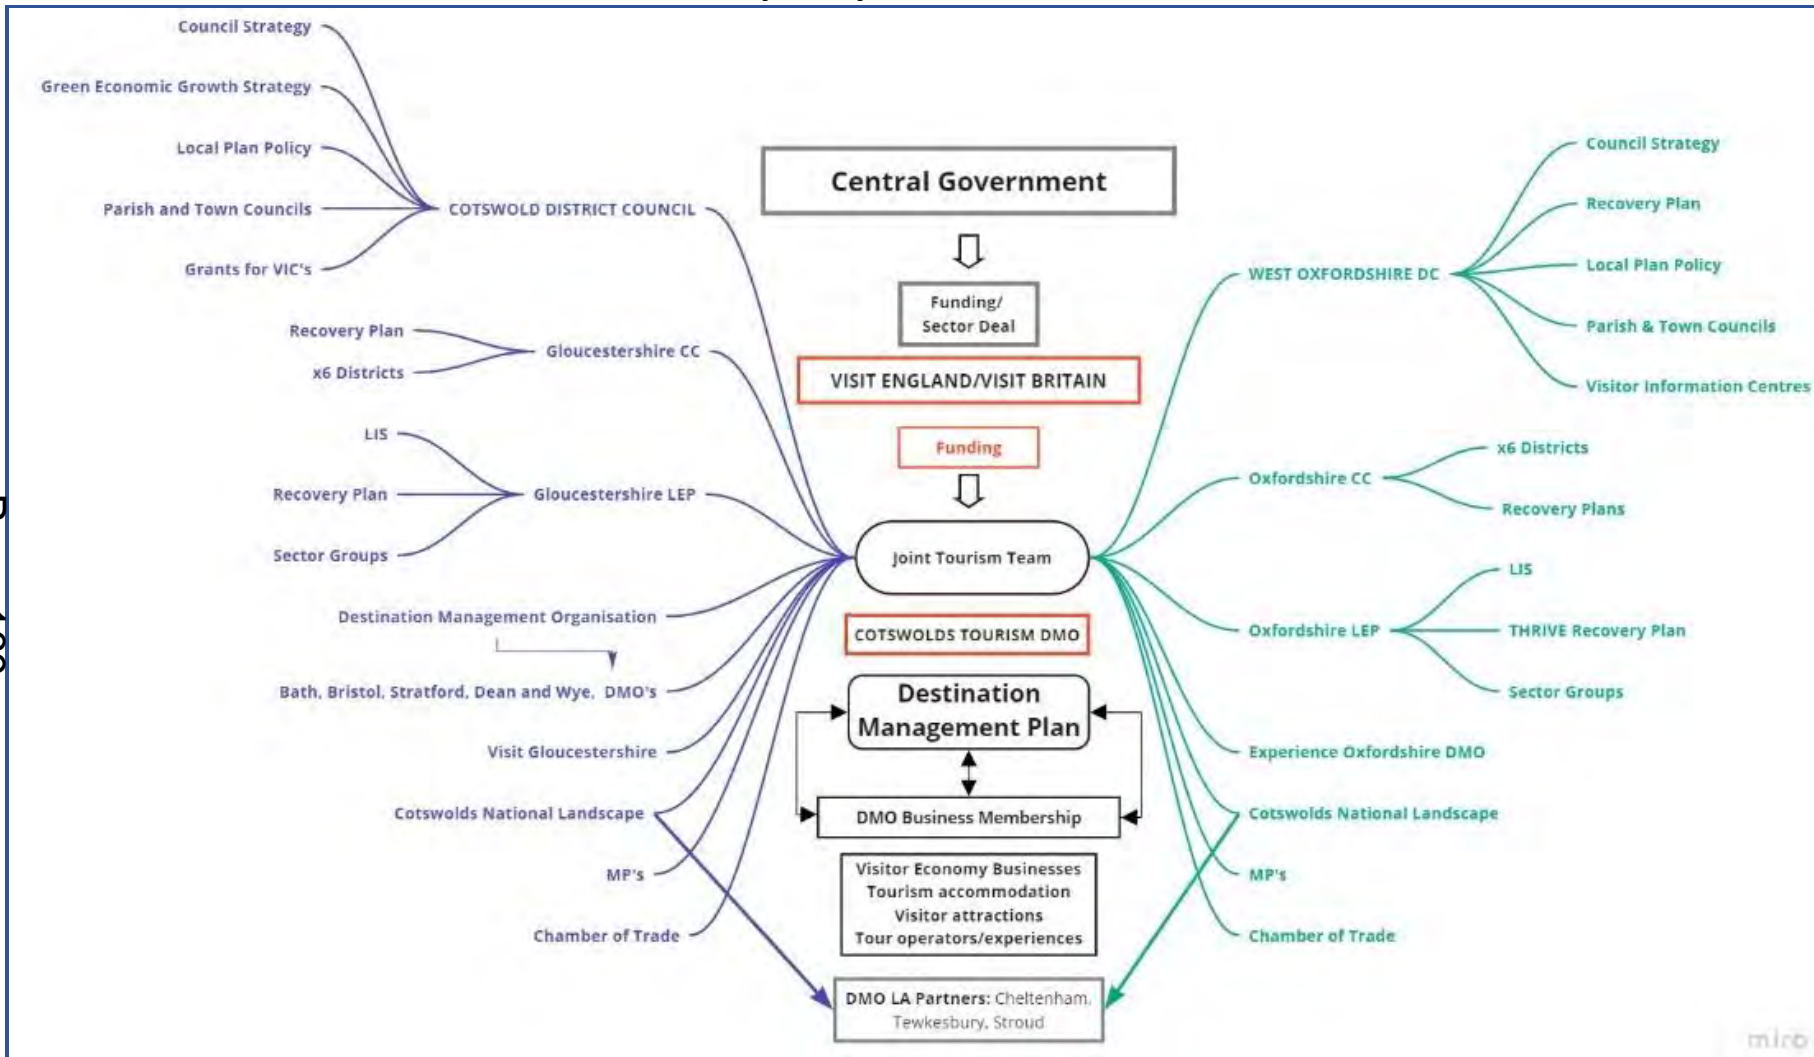 Council Strategy
Green Economic Growth Strategy
Local Plan Policy
Parish and Town Councils
Grants for VIC's
COTSWOLD DISTRICT COUNCIL
Recovery Plan
x6 Districts
Gloucestershire CC
LIS
Recovery Plan
Sector Groups
Gloucestershire LEP
Destination Management Organisation
Bath, Bristol, Stratford, Dean and Wye, DMO's
Visit Gloucestershire
Cotswolds National Landscape
MP's
Chamber of Trade
Central Government
Funding/
Sector Deal
VISIT ENGLAND/VISIT BRITAIN
Funding
Joint Tourism Team
COTSWOLDS TOURISM DMO
Destination
Management Plan
DMO Business Membership
Visitor Economy Businesses
Tourism accommodation
Visitor attractions
Tour operators/experiences
DMO LA Partners: Cheltenham,
Tewkesbury, Stroud
WEST OXFORDSHIRE DC
Council Strategy
Recovery Plan
Local Plan Policy
Parish & Town Councils
Visitor Information Centres
Oxfordshire CC
x6 Districts
Recovery Plans
Oxfordshire LEP
LIS
THRIVE Recovery Plan
Sector Groups
Experience Oxfordshire DMO
Cotswolds National Landscape
MP's
Chamber of Trade
miro